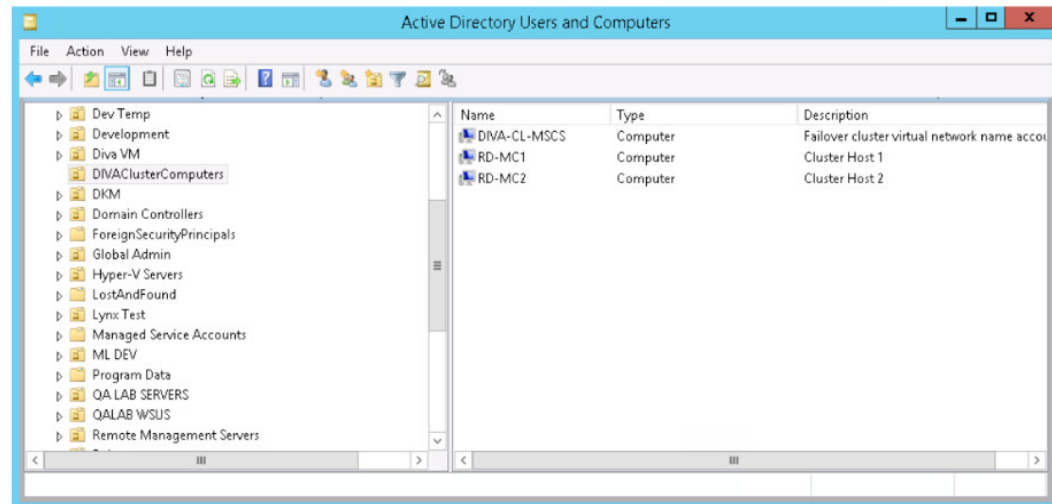 Active Directory Users and Computers
File Action View Help
Dev Temp
Development
Diva VM
DIVAClusterComputers
DKM
Domain Controllers
ForeignSecurityPrincipals
Global Admin
Hyper-V Servers
LostAndFound
Lynx Test
Managed Service Accounts
ML DEV
Program Data
QA LAB SERVERS
QALAB WSUS
Remote Management Servers
Name Type Description
DIVA-CL-MSCS Computer Failover cluster virtual network name accou
RD-MC1 Computer Cluster Host 1
RD-MC2 Computer Cluster Host 2